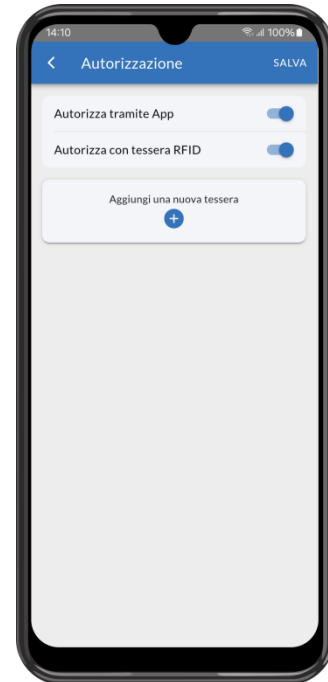 14:10 100%
Autorizzazione SALVA
Autorizza tramite App
Autorizza con tessera RFID
Aggiungi una nuova tessera